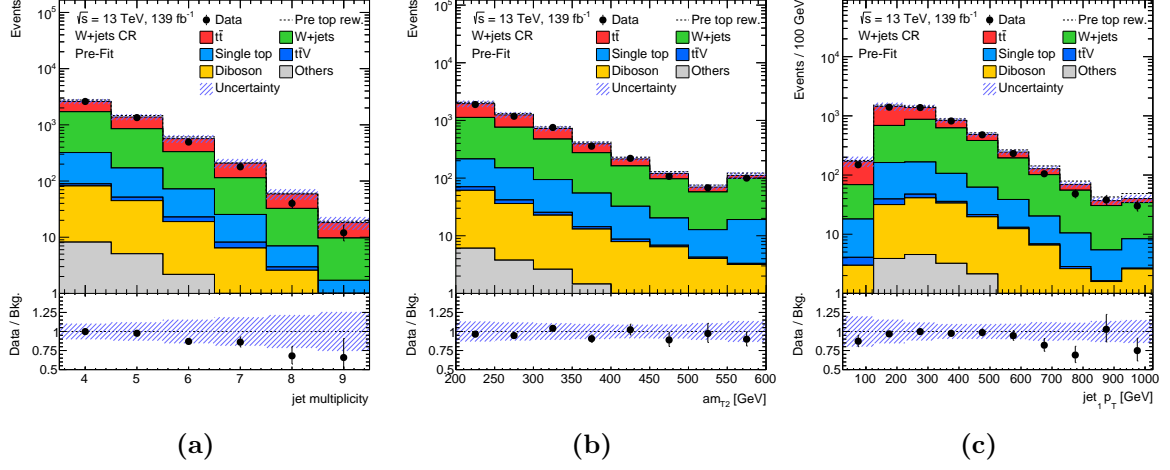 Events
√s = 13 TeV, 139 fb⁻¹
W+jets CR
Pre-Fit
Data
Pre top rew.
tt̄
W+jets
Single top
tt̄V
Diboson
Others
Uncertainty
10⁵
10⁴
10³
10²
10
1
Data / Bkg.
1.25
1
0.75
0.5
4 5 6 7 8 9
jet multiplicity
(a)
Events
√s = 13 TeV, 139 fb⁻¹
W+jets CR
Pre-Fit
Data
Pre top rew.
tt̄
W+jets
Single top
tt̄V
Diboson
Others
Uncertainty
10⁵
10⁴
10³
10²
10
1
Data / Bkg.
1.25
1
0.75
0.5
200 250 300 350 400 450 500 550 600
am_T2 [GeV]
(b)
Events / 100 GeV
√s = 13 TeV, 139 fb⁻¹
W+jets CR
Pre-Fit
Data
Pre top rew.
tt̄
W+jets
Single top
tt̄V
Diboson
Others
Uncertainty
10⁴
10³
10²
10
1
Data / Bkg.
1.25
1
0.75
0.5
100 200 300 400 500 600 700 800 900 1000
jet₁ p_T [GeV]
(c)